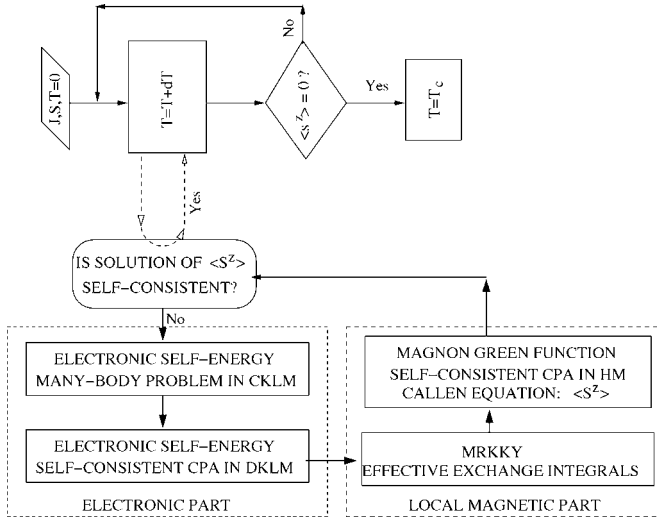 No
J,S,T=0
T=T+dT
<s^z> = 0 ?
Yes
T=T_c
Yes
IS SOLUTION OF <S^Z>
SELF-CONSISTENT?
No
ELECTRONIC SELF-ENERGY
MANY-BODY PROBLEM IN CKLM
ELECTRONIC SELF-ENERGY
SELF-CONSISTENT CPA IN DKLM
ELECTRONIC PART
MAGNON GREEN FUNCTION
SELF-CONSISTENT CPA IN HM
CALLEN EQUATION: <S^Z>
MRKKY
EFFECTIVE EXCHANGE INTEGRALS
LOCAL MAGNETIC PART